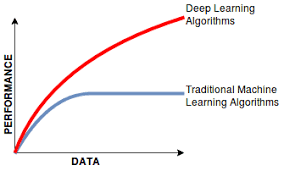 Deep Learning
Algorithms
Traditional Machine
Learning Algorithms
PERFORMANCE
DATA